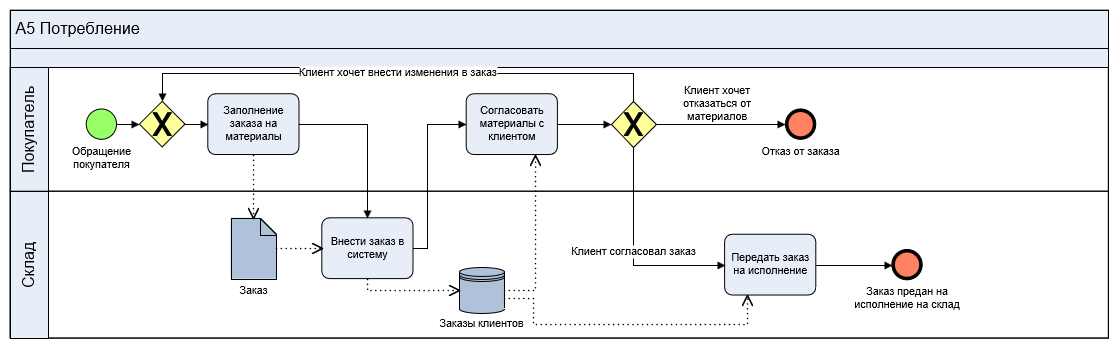 А5 Потребление
Покупатель
Клиент хочет внести изменения в заказ
Обращение
покупателя
X
Заполнение
заказа на
материалы
Согласовать
материалы с
клиентом
X
Клиент хочет
отказаться от
материалов
Отказ от заказа
Склад
Заказ
Внести заказ в
систему
Заказы клиентов
Клиент согласовал заказ
Передать заказ
на исполнение
Заказ предан на
исполнение на склад